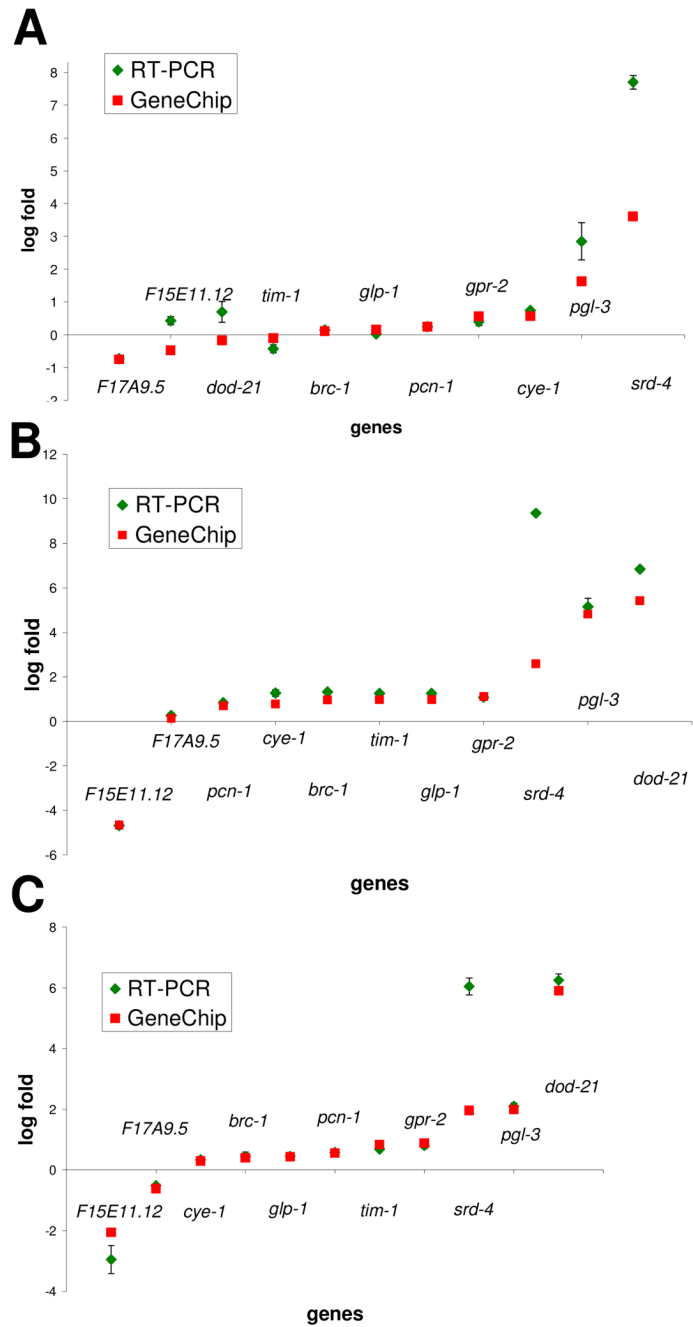 A
RT-PCR
GeneChip
8
7
6
5
4
3
2
1
0
-1
-2
log fold
F15E11.12 tim-1 glp-1 gpr-2 pgl-3
F17A9.5 dod-21 brc-1 pcn-1 cye-1 srd-4
genes
B
RT-PCR
GeneChip
12
10
8
6
4
2
0
-2
-4
-6
log fold
F17A9.5 cye-1 tim-1 gpr-2 pgl-3
F15E11.12 pcn-1 brc-1 glp-1 srd-4 dod-21
genes
C
RT-PCR
GeneChip
8
6
4
2
0
-2
-4
log fold
F17A9.5 brc-1 pcn-1 gpr-2 pgl-3 dod-21
F15E11.12 cye-1 glp-1 tim-1 srd-4
genes